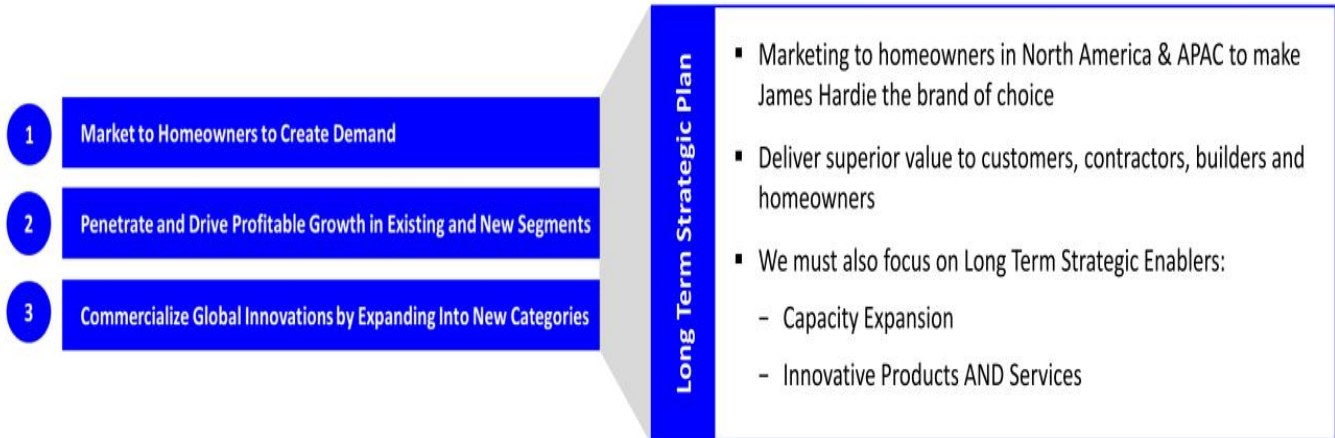 1
Market to Homeowners to Create Demand
2
Penetrate and Drive Profitable Growth in Existing and New Segments
3
Commercialize Global Innovations by Expanding Into New Categories
Long Term Strategic Plan
▪ Marketing to homeowners in North America & APAC to make
James Hardie the brand of choice
▪ Deliver superior value to customers, contractors, builders and
homeowners
▪ We must also focus on Long Term Strategic Enablers:
– Capacity Expansion
– Innovative Products AND Services